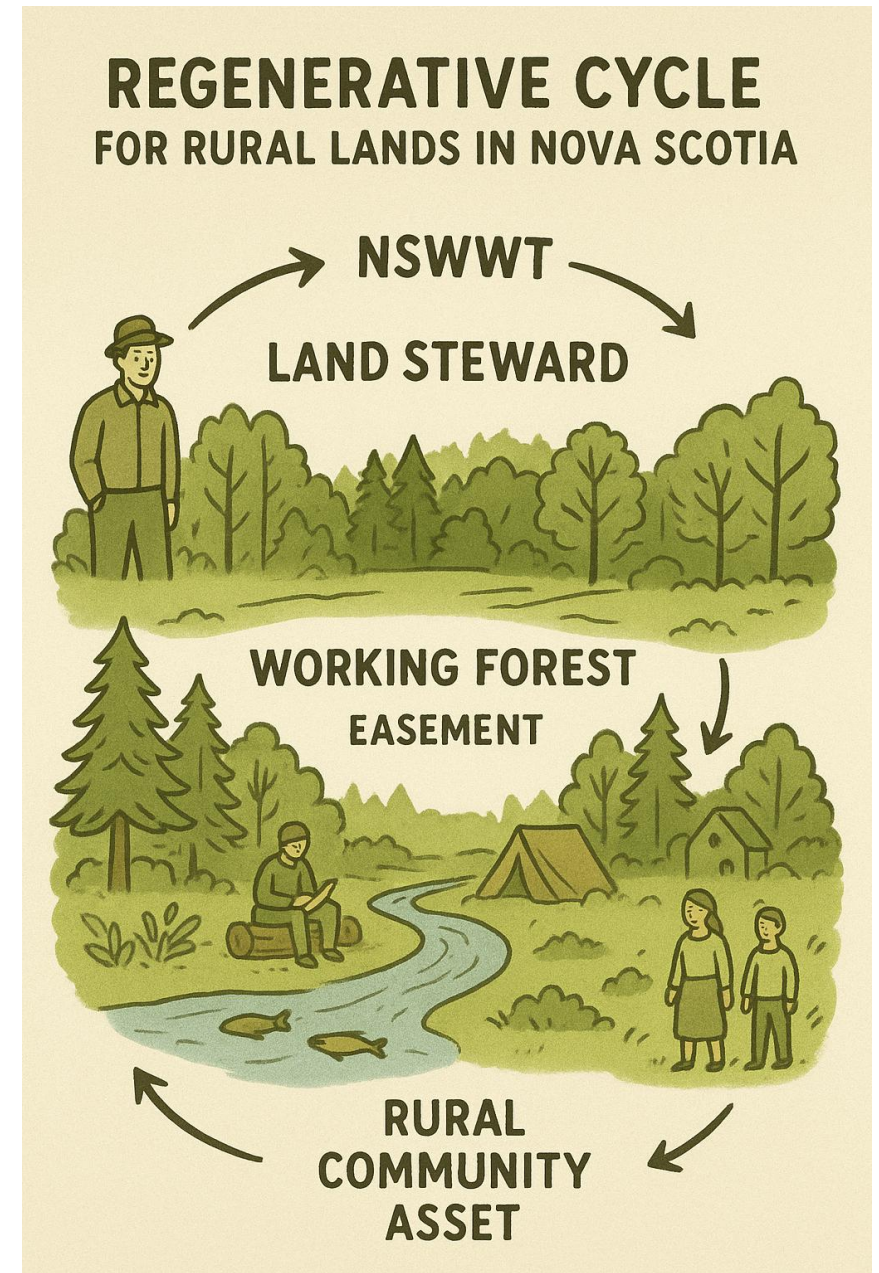 REGENERATIVE CYCLE
FOR RURAL LANDS IN NOVA SCOTIA
NSWWT
LAND STEWARD
WORKING FOREST
EASEMENT
RURAL
COMMUNITY
ASSET